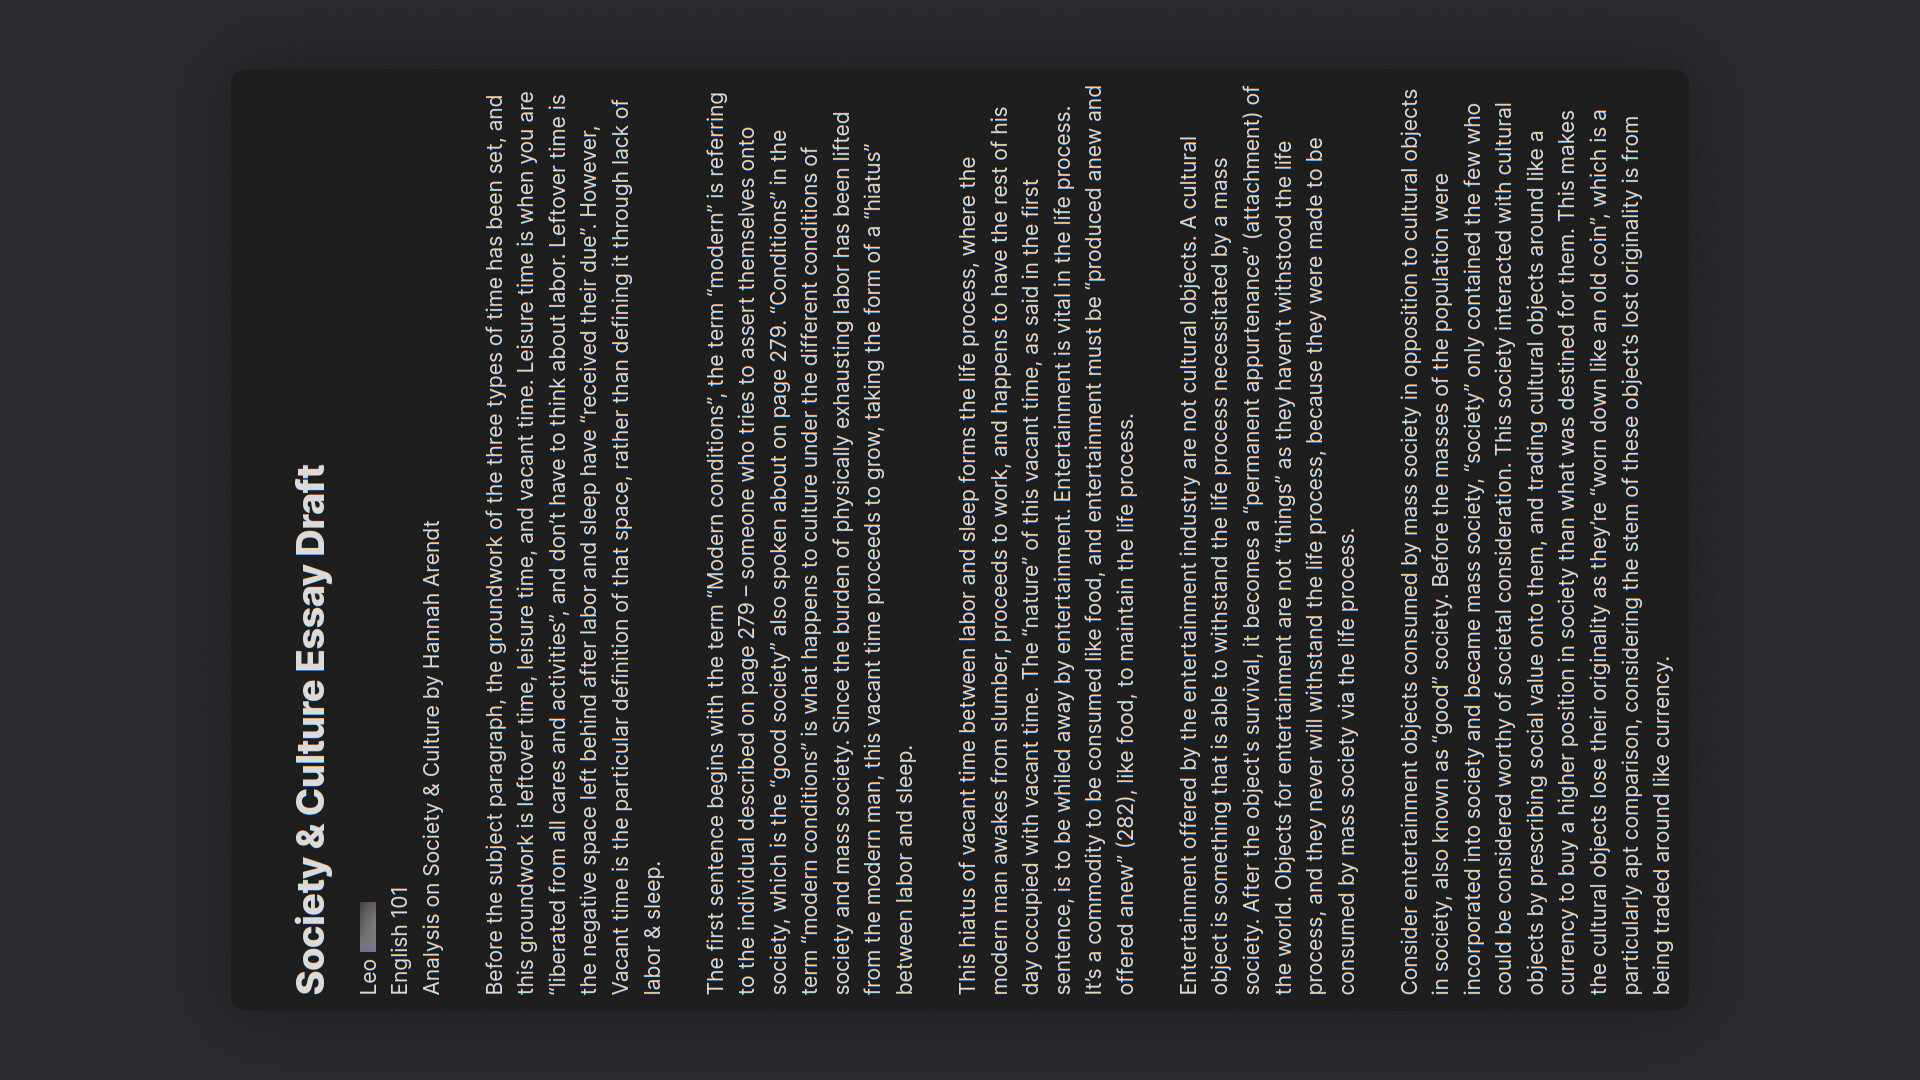 Society & Culture Essay Draft
Leo
English 101
Analysis on Society & Culture by Hannah Arendt
Before the subject paragraph, the groundwork of the three types of time has been set, and
this groundwork is leftover time, leisure time, and vacant time. Leisure time is when you are
“liberated from all cares and activities”, and don’t have to think about labor. Leftover time is
the negative space left behind after labor and sleep have “received their due”. However,
Vacant time is the particular definition of that space, rather than defining it through lack of
labor & sleep.
The first sentence begins with the term “Modern conditions”, the term “modern” is referring
to the individual described on page 279 – someone who tries to assert themselves onto
society, which is the “good society” also spoken about on page 279. “Conditions” in the
term “modern conditions” is what happens to culture under the different conditions of
society and mass society. Since the burden of physically exhausting labor has been lifted
from the modern man, this vacant time proceeds to grow, taking the form of a “hiatus”
between labor and sleep.
This hiatus of vacant time between labor and sleep forms the life process, where the
modern man awakes from slumber, proceeds to work, and happens to have the rest of his
day occupied with vacant time. The “nature” of this vacant time, as said in the first
sentence, is to be whiled away by entertainment. Entertainment is vital in the life process.
It’s a commodity to be consumed like food, and entertainment must be “produced anew and
offered anew” (282), like food, to maintain the life process.
Entertainment offered by the entertainment industry are not cultural objects. A cultural
object is something that is able to withstand the life process necessitated by a mass
society. After the object’s survival, it becomes a “permanent appurtenance” (attachment) of
the world. Objects for entertainment are not “things” as they haven’t withstood the life
process, and they never will withstand the life process, because they were made to be
consumed by mass society via the life process.
Consider entertainment objects consumed by mass society in opposition to cultural objects
in society, also known as “good” society. Before the masses of the population were
incorporated into society and became mass society, “society” only contained the few who
could be considered worthy of societal consideration. This society interacted with cultural
objects by prescribing social value onto them, and trading cultural objects around like a
currency to buy a higher position in society than what was destined for them. This makes
the cultural objects lose their originality as they’re “worn down like an old coin”, which is a
particularly apt comparison, considering the stem of these object’s lost originality is from
being traded around like currency.